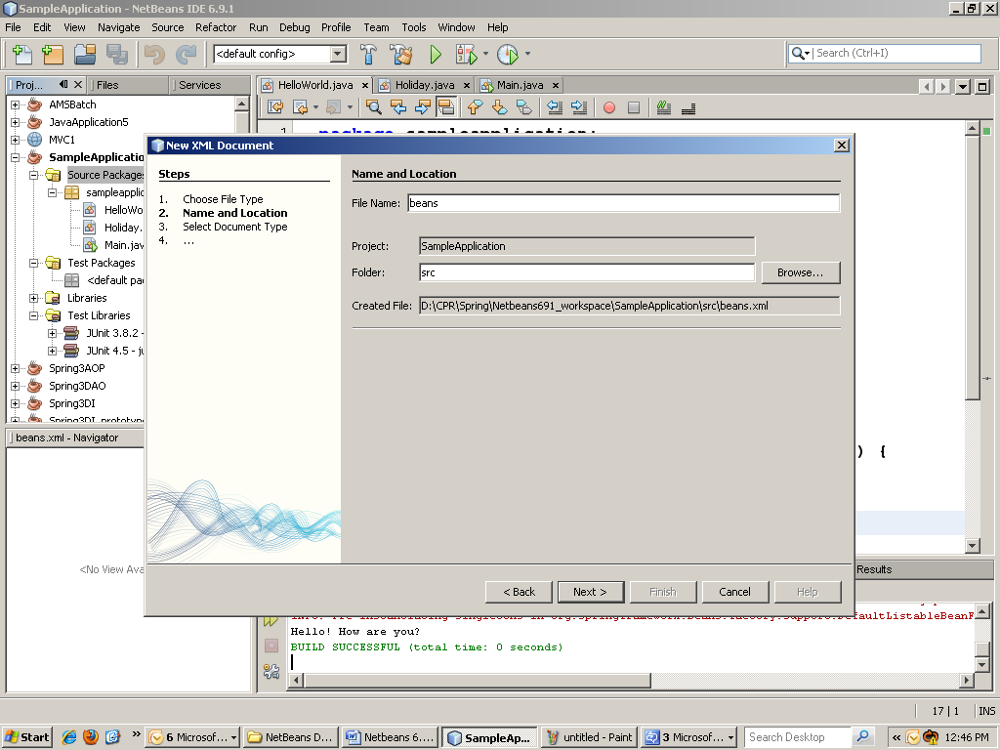 SampleApplication - NetBeans IDE 6.9.1
File Edit View Navigate Source Refactor Run Debug Profile Team Tools Window Help
<default config>
Search (Ctrl+I)
Proj... Files Services
HelloWorld.java Holiday.java Main.java
AMSBatch
JavaApplication5
MVC1
SampleApplicatio
Source Packages
sampleapplic
HelloWo
Holiday.
Main.jav
Test Packages
<default pa
Libraries
Test Libraries
JUnit 3.8.2 -
JUnit 4.5 - ju
Spring3AOP
Spring3DAO
Spring3DI
Spring3DI_prototype
beans.xml - Navigator
<No View Ava
1 package sampleapplication;
) {
New XML Document
Steps
1. Choose File Type
2. Name and Location
3. Select Document Type
4. ...
Name and Location
File Name: beans
Project: SampleApplication
Folder: src
Browse...
Created File: D:\CPR\Spring\Netbeans691_workspace\SampleApplication\src\beans.xml
< Back Next > Finish Cancel Help
Results
INFO: Pre-instantiating singletons in org.springframework.beans.factory.support.DefaultListableBeanF
Hello! How are you?
BUILD SUCCESSFUL (total time: 0 seconds)
17 | 1 INS
Start » 6 Microsof... NetBeans D... Netbeans 6.... SampleAp... untitled - Paint 3 Microsof... Search Desktop « 12:46 PM